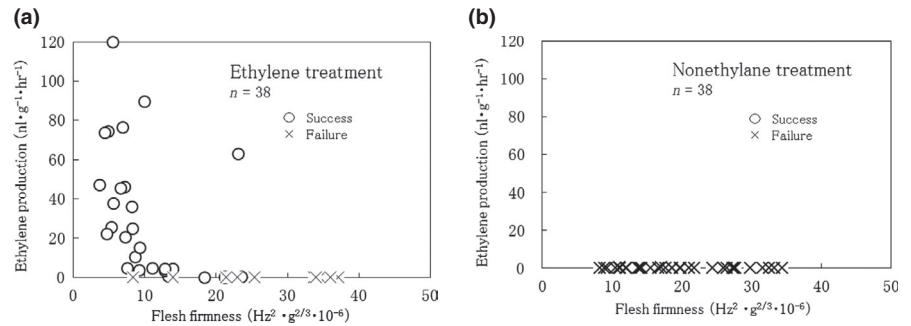 (a)
Ethylene production (nl•g⁻¹•hr⁻¹)
120
100
80
60
40
20
0
Ethylene treatment
n = 38
Success
Failure
0 10 20 30 40 50
Flesh firmness (Hz² •g²/³•10⁻⁶)
(b)
Ethylene production (nl•g⁻¹•hr⁻¹)
120
100
80
60
40
20
0
Nonethylane treatment
n = 38
Success
Failure
0 10 20 30 40 50
Flesh firmness (Hz² •g²/³•10⁻⁶)